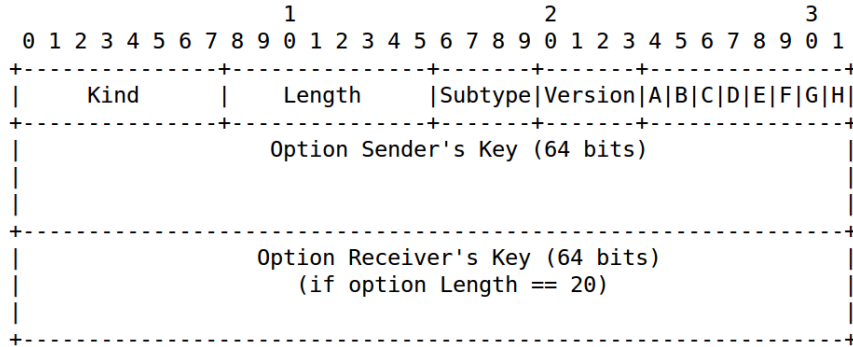 1                   2                   3
 0 1 2 3 4 5 6 7 8 9 0 1 2 3 4 5 6 7 8 9 0 1 2 3 4 5 6 7 8 9 0 1
+---------------+---------------+-------+-------+---------------+
|     Kind      |    Length     |Subtype|Version|A|B|C|D|E|F|G|H|
+---------------+---------------+-------+-------+---------------+
|                   Option Sender's Key (64 bits)               |
|                                                               |
|                                                               |
+---------------------------------------------------------------+
|                  Option Receiver's Key (64 bits)              |
|                     (if option Length == 20)                  |
|                                                               |
+---------------------------------------------------------------+